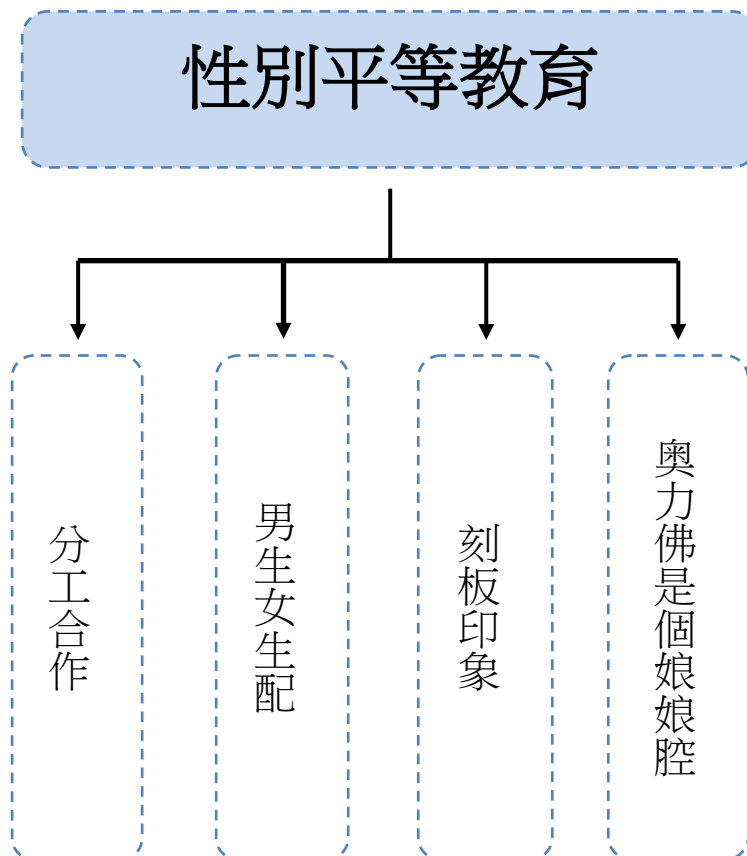 性別平等教育
分工合作
男生女生配
刻板印象
奧力佛是個娘娘腔